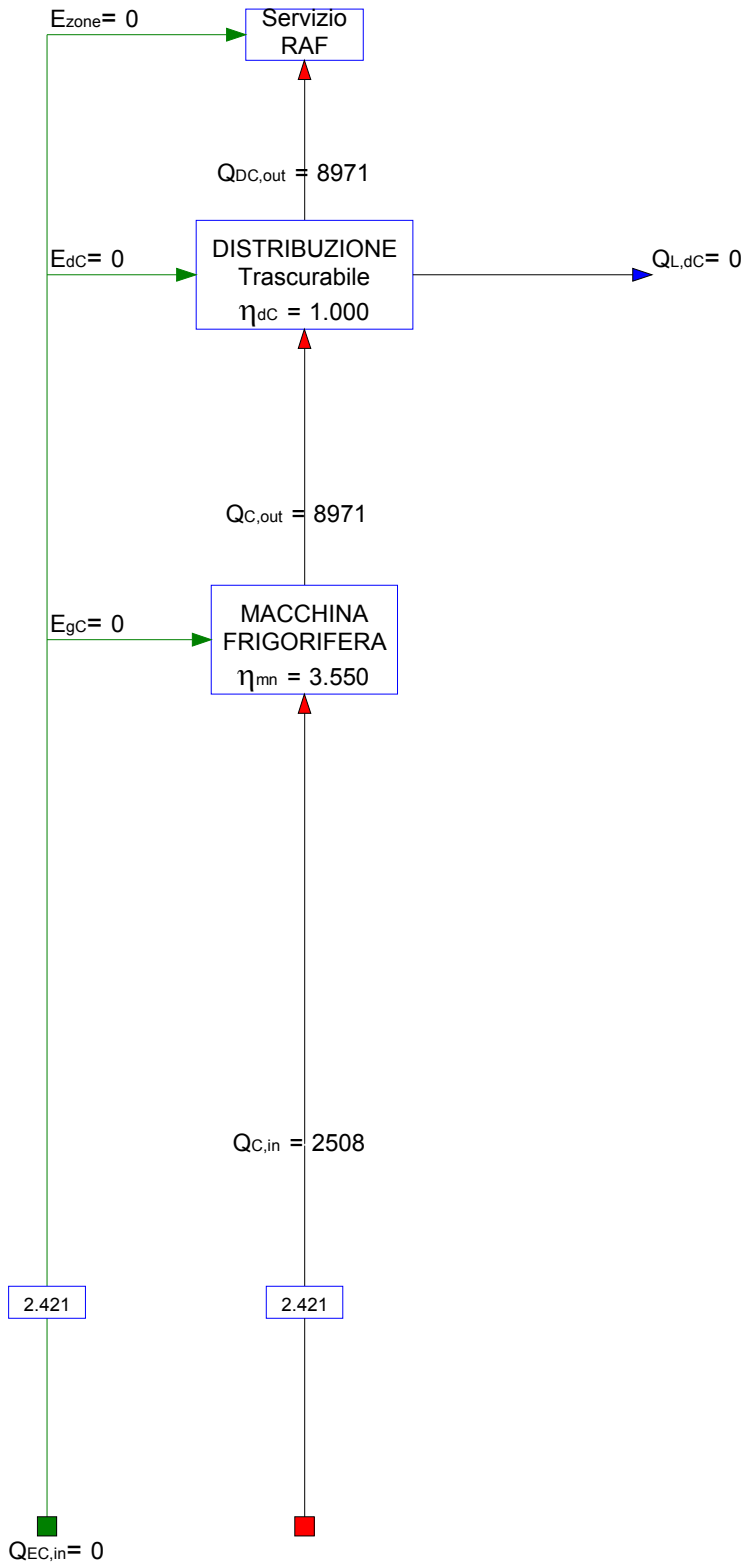 Ezone= 0
Servizio
RAF
QDC,out = 8971
EdC= 0
DISTRIBUZIONE
Trascurabile
ηdC = 1.000
QL,dC= 0
QC,out = 8971
EgC= 0
MACCHINA
FRIGORIFERA
ηmn = 3.550
QC,in = 2508
2.421
2.421
QEC,in= 0